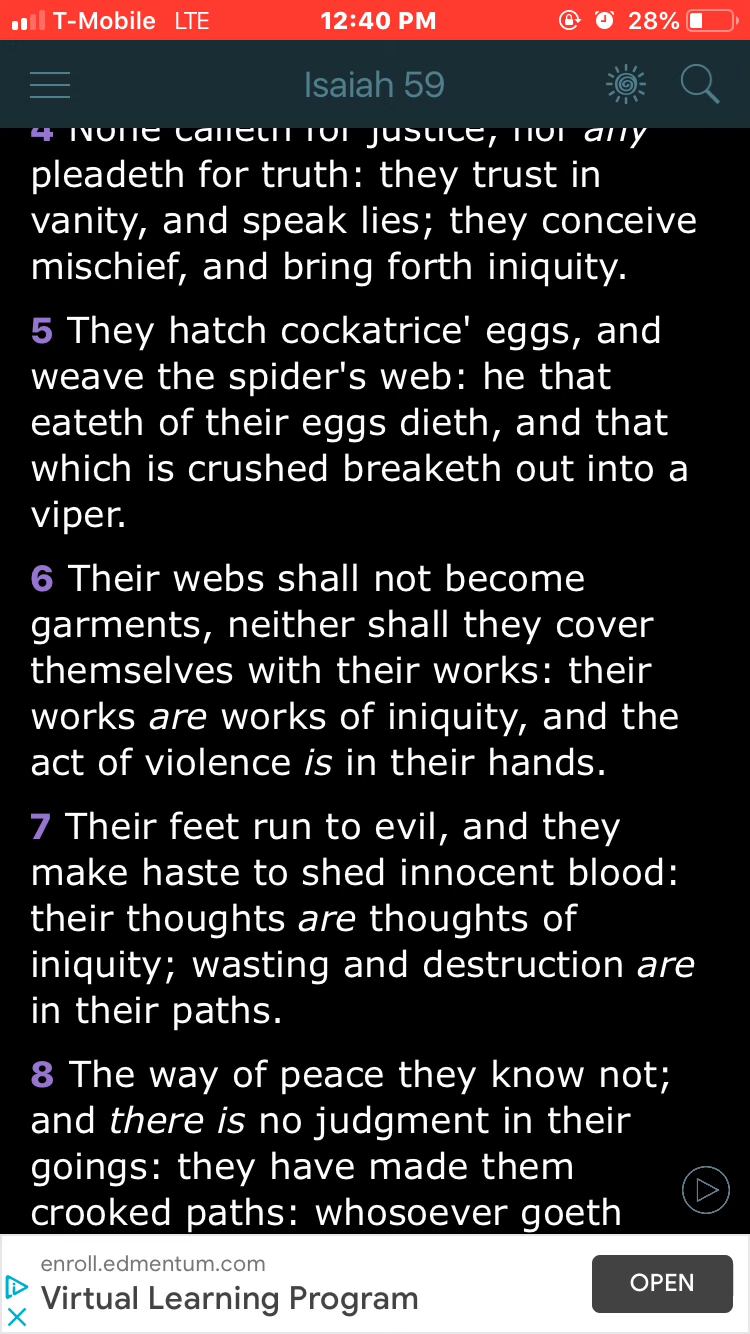 T-Mobile LTE 12:40 PM 28%
Isaiah 59
4 None calleth for justice, nor any
pleadeth for truth: they trust in
vanity, and speak lies; they conceive
mischief, and bring forth iniquity.
5 They hatch cockatrice' eggs, and
weave the spider's web: he that
eateth of their eggs dieth, and that
which is crushed breaketh out into a
viper.
6 Their webs shall not become
garments, neither shall they cover
themselves with their works: their
works are works of iniquity, and the
act of violence is in their hands.
7 Their feet run to evil, and they
make haste to shed innocent blood:
their thoughts are thoughts of
iniquity; wasting and destruction are
in their paths.
8 The way of peace they know not;
and there is no judgment in their
goings: they have made them
crooked paths: whosoever goeth
enroll.edmentum.com
Virtual Learning Program
OPEN